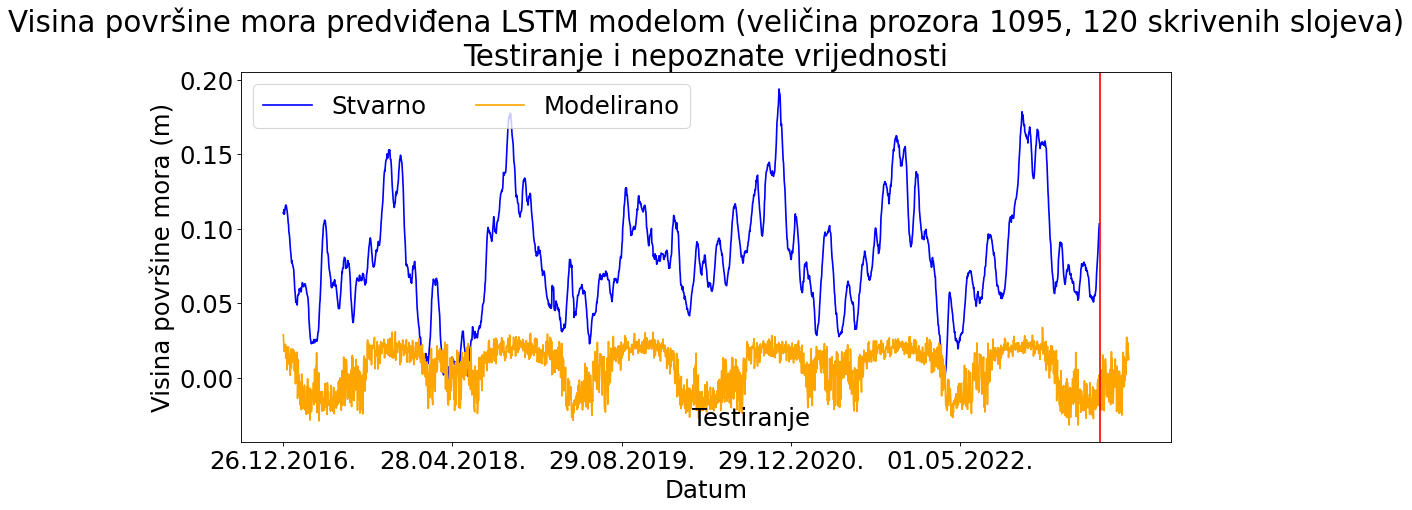 Visina površine mora predviđena LSTM modelom (veličina prozora 1095, 120 skrivenih slojeva)
Testiranje i nepoznate vrijednosti
Stvarno Modelirano
Visina površine mora (m)
0.20
0.15
0.10
0.05
0.00
Testiranje
26.12.2016. 28.04.2018. 29.08.2019. 29.12.2020. 01.05.2022.
Datum